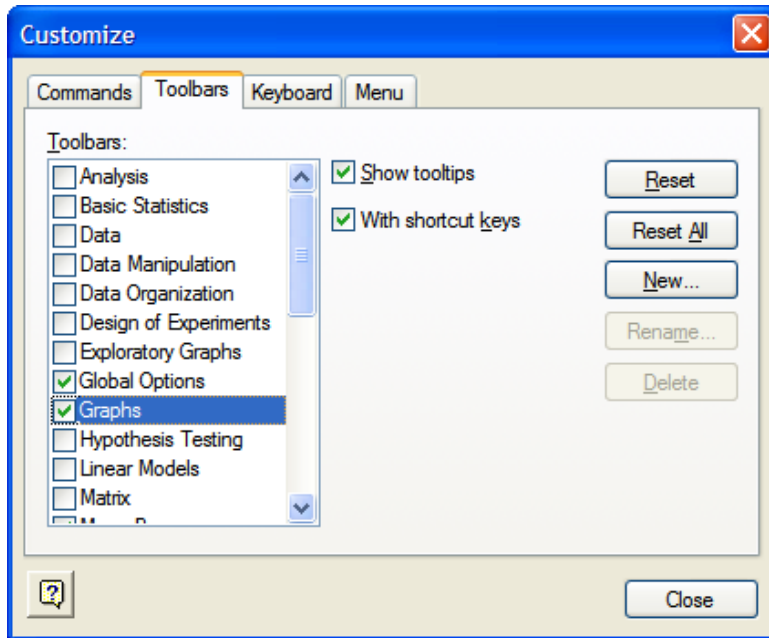 Customize
Commands Toolbars Keyboard Menu
Toolbars:
Analysis
Basic Statistics
Data
Data Manipulation
Data Organization
Design of Experiments
Exploratory Graphs
Global Options
Graphs
Hypothesis Testing
Linear Models
Matrix
Show tooltips
With shortcut keys
Reset
Reset All
New...
Rename...
Delete
?
Close